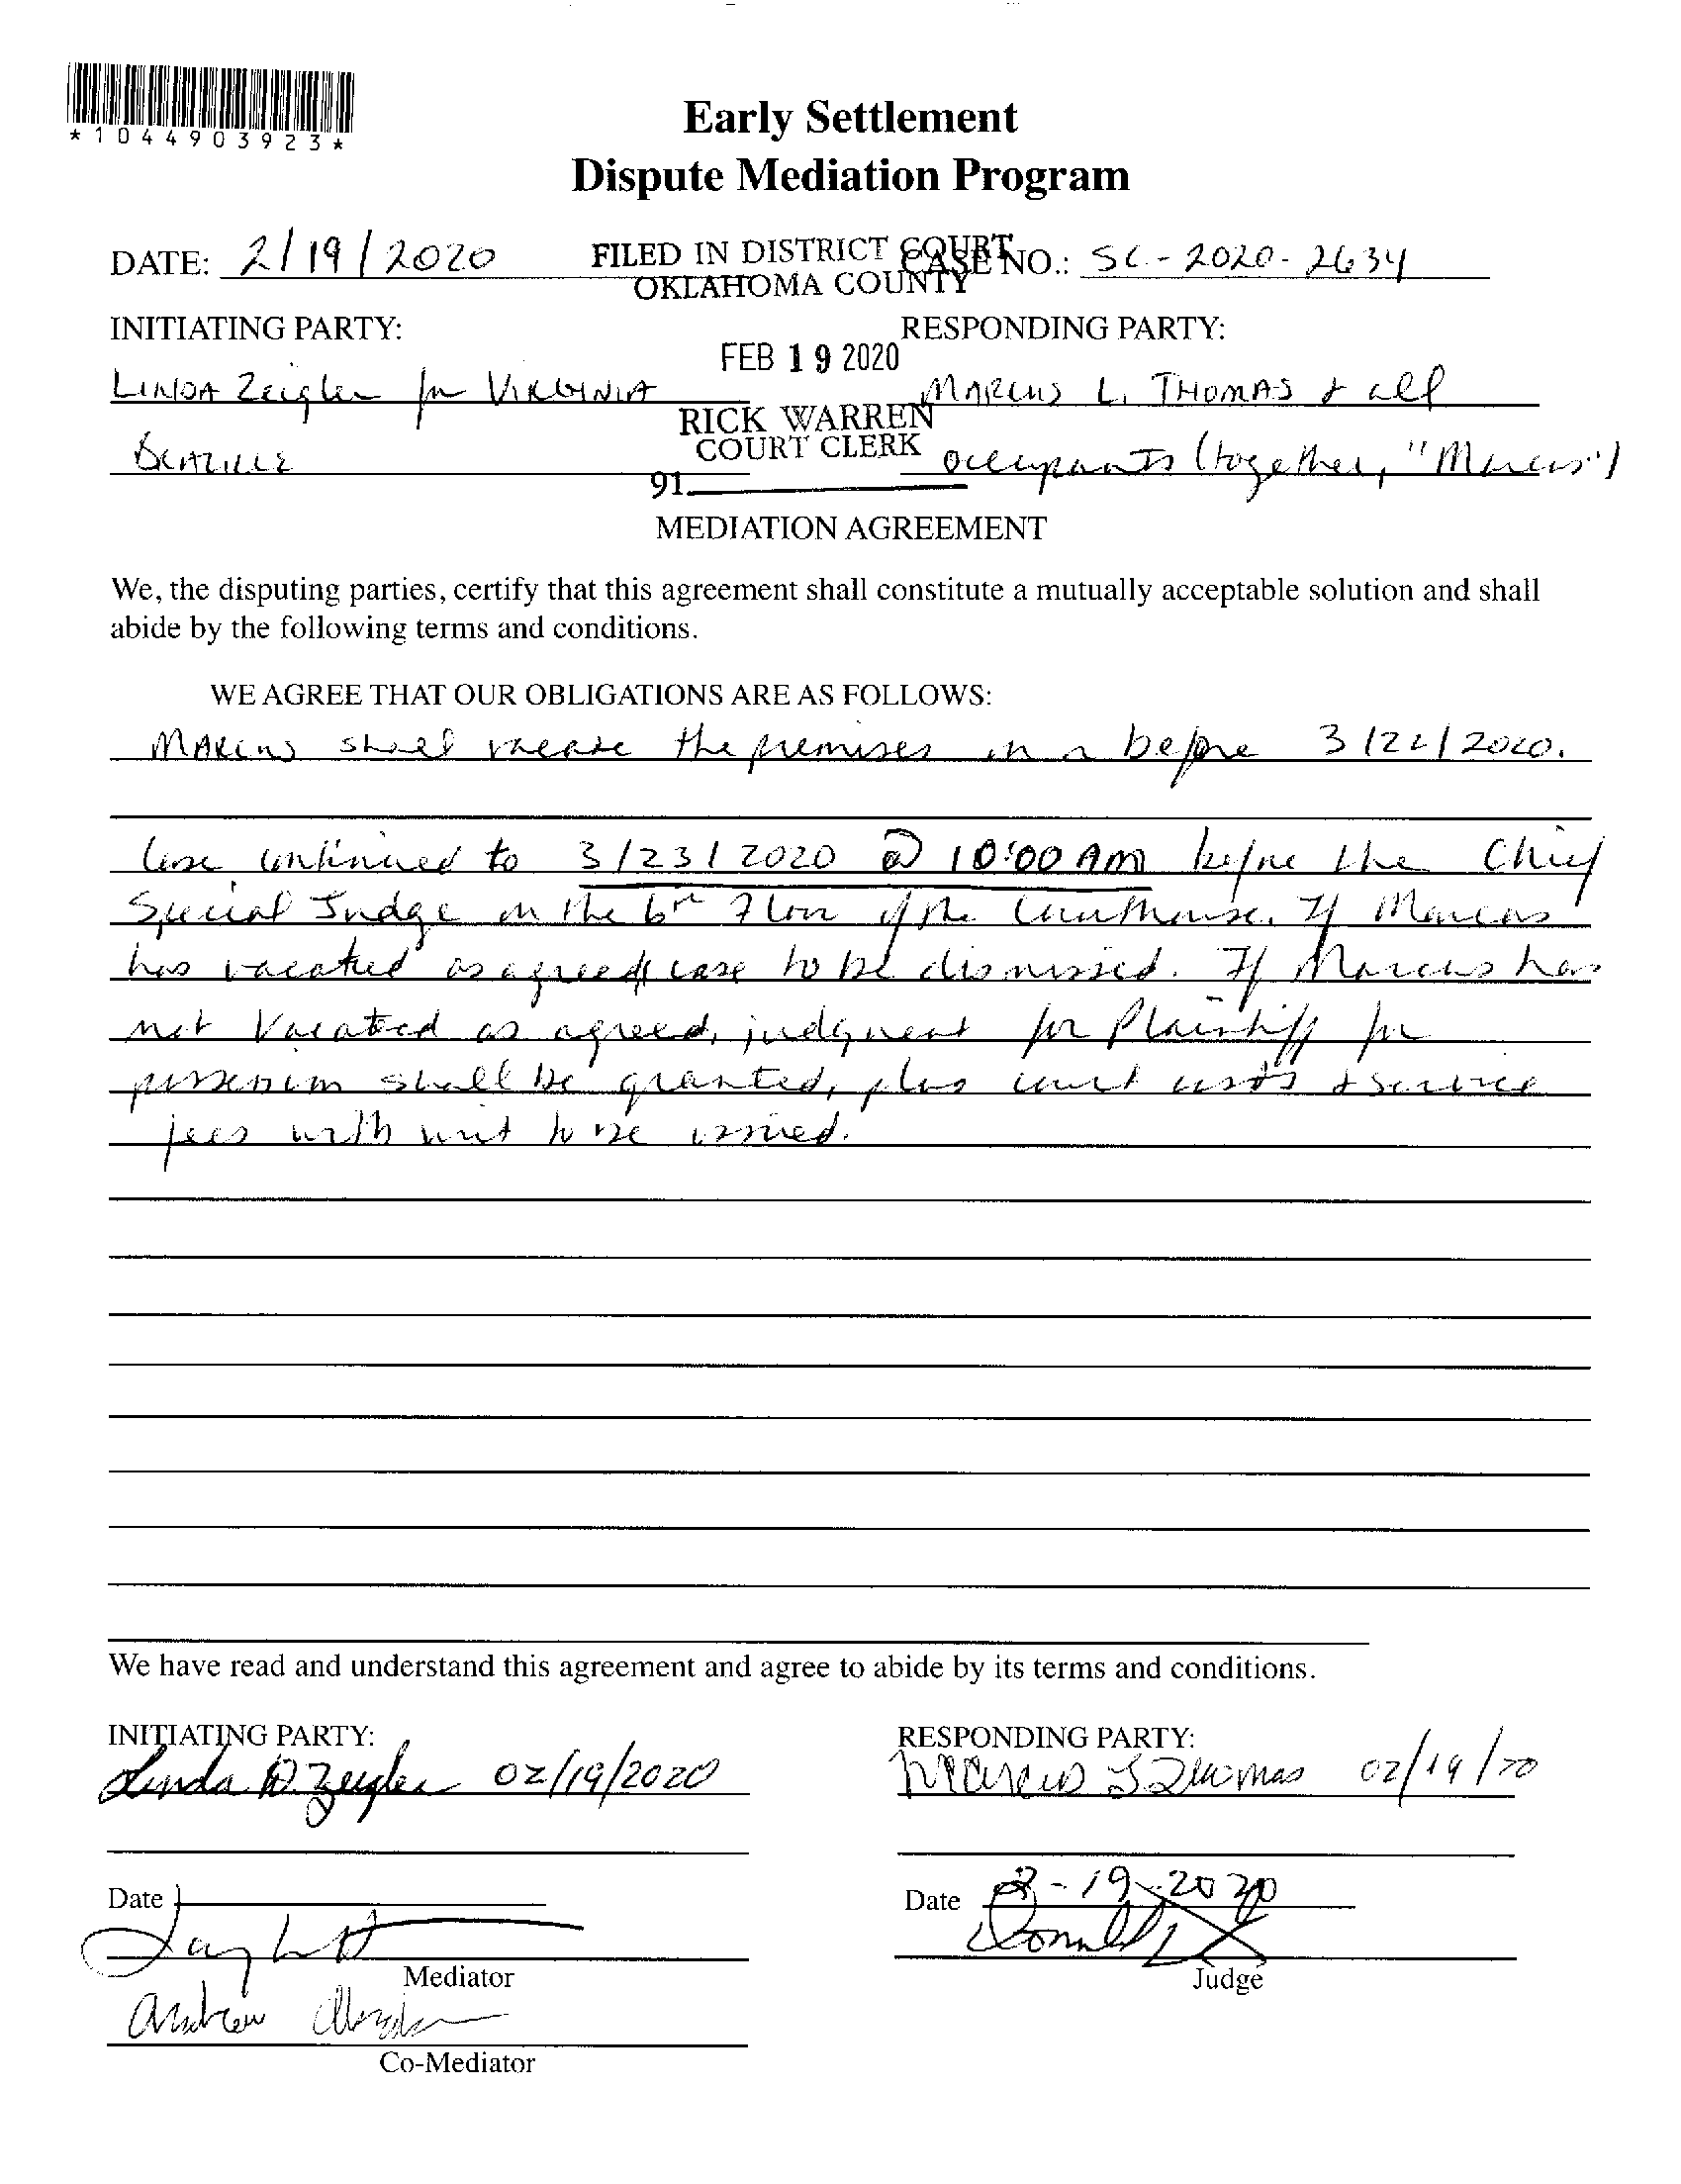 *1044903923*
Early Settlement
Dispute Mediation Program
DATE: 2/19/2020 FILED IN DISTRICT COURT CASE NO.: SC-2020-2634
OKLAHOMA COUNTY
INITIATING PARTY: RESPONDING PARTY:
FEB 19 2020
LINDA Zeigler for VIRGINIA MARCUS L. THOMAS & all
RICK WARREN
COURT CLERK
occupants (together, "Marcus")
91
MEDIATION AGREEMENT
We, the disputing parties, certify that this agreement shall constitute a mutually acceptable solution and shall
abide by the following terms and conditions.
WE AGREE THAT OUR OBLIGATIONS ARE AS FOLLOWS:
Marcus shall vacate the premises on or before 3/22/2020.
Case continued to 3/23/2020 @ 10:00 AM before the Chief
Special Judge on the 6th Floor of the Courthouse. If Marcus
has vacated as agreed, case to be dismissed. If Marcus has
not vacated as agreed, judgment for Plaintiff for
possession shall be granted, plus court costs & service
fees with writ to be issued.
We have read and understand this agreement and agree to abide by its terms and conditions.
INITIATING PARTY: RESPONDING PARTY:
Linda D. Zeigler 02/19/2020 Marcus L Thomas 02/19/20
Date Date 2-19-2020
Donald
Mediator Judge
Andrew
Co-Mediator